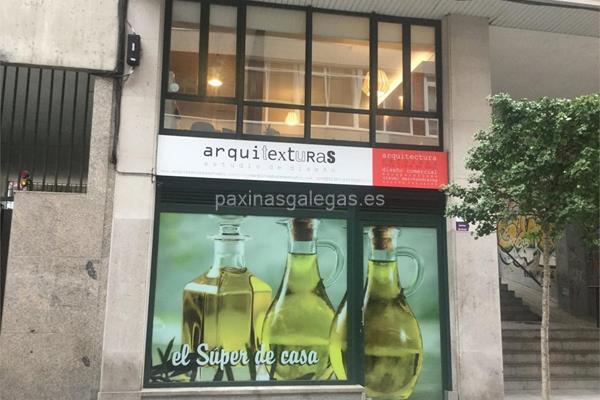 arquitexturas
estudio de diseño
arquitectura
diseño comercial
paxinasgalegas.es
el Súper de casa